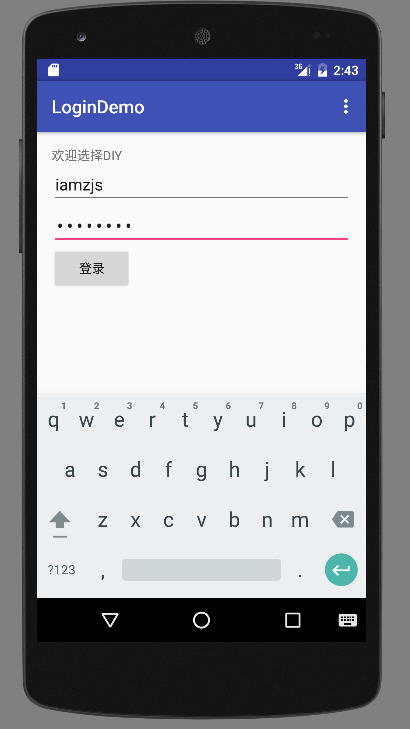 3G 2:43
LoginDemo
欢迎选择DIY
iamzjs
••••••••
登录
1 2 3 4 5 6 7 8 9 0
q w e r t y u i o p
a s d f g h j k l
z x c v b n m
?123 , .